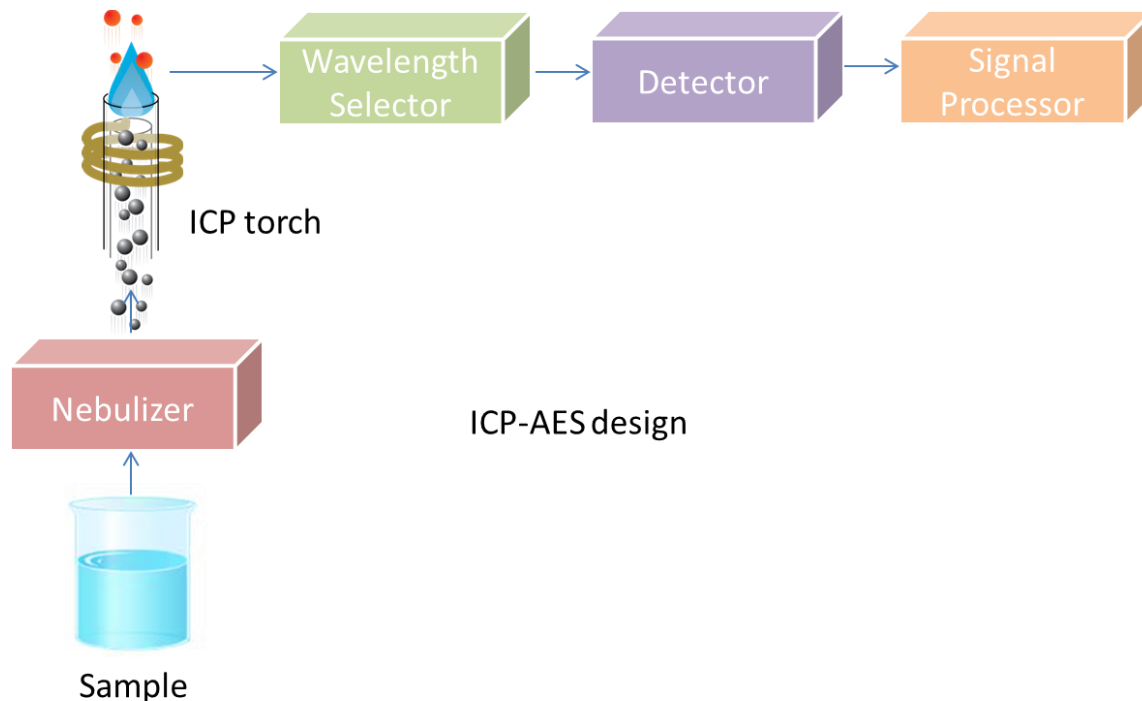 Wavelength
Selector
Detector
Signal
Processor
ICP torch
Nebulizer
ICP-AES design
Sample